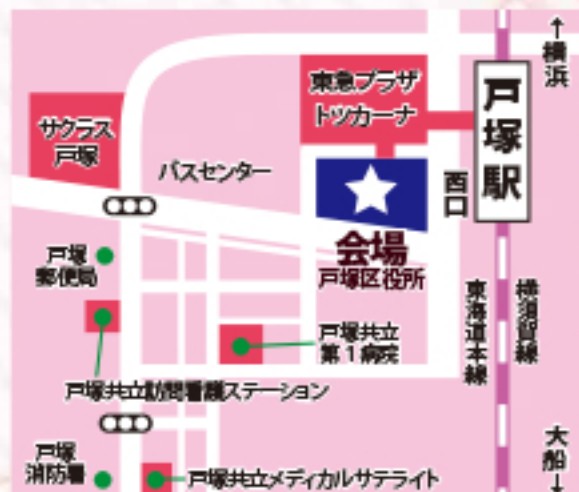 ↑横浜
東急プラザ
トツカーナ
戸塚駅
サクラス
戸塚
バスセンター
西口
会場
戸塚区役所
戸塚
郵便局
戸塚共立
第1病院
東海道本線
横須賀線
戸塚共立訪問看護ステーション
戸塚
消防署
戸塚共立メディカルサテライト
大船↓